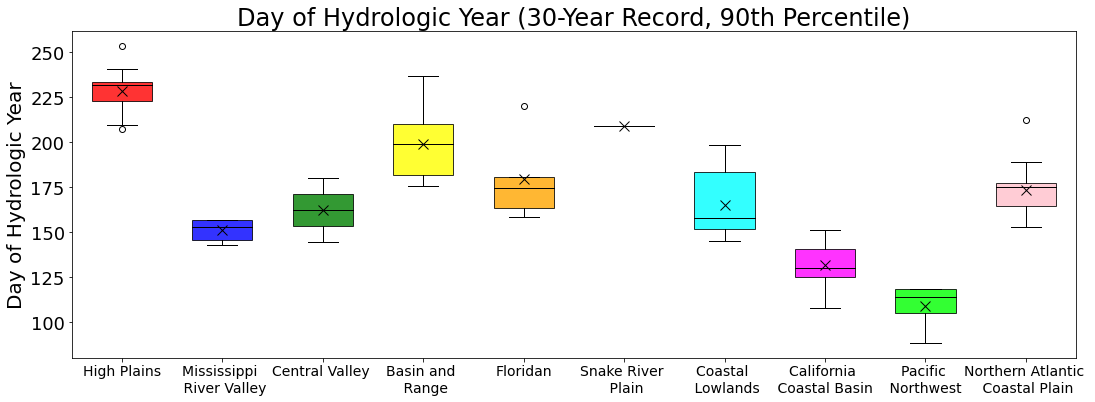 Day of Hydrologic Year (30-Year Record, 90th Percentile)
Day of Hydrologic Year
250
225
200
175
150
125
100
High Plains
Mississippi
River Valley
Central Valley
Basin and
Range
Floridan
Snake River
Plain
Coastal
Lowlands
California
Coastal Basin
Pacific
Northwest
Northern Atlantic
Coastal Plain